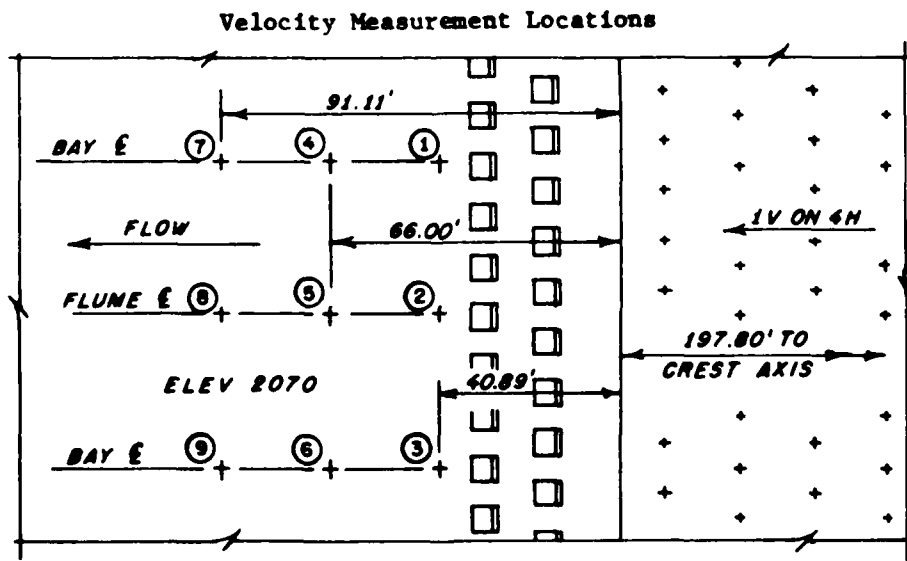 Velocity Measurement Locations
91.11'
BAY ℄ ⑦ ④ ①
FLOW
66.00'
1V ON 4H
FLUME ℄ ⑧ ⑤ ②
197.80' TO
CREST AXIS
ELEV 2070
40.89'
BAY ℄ ⑨ ⑥ ③